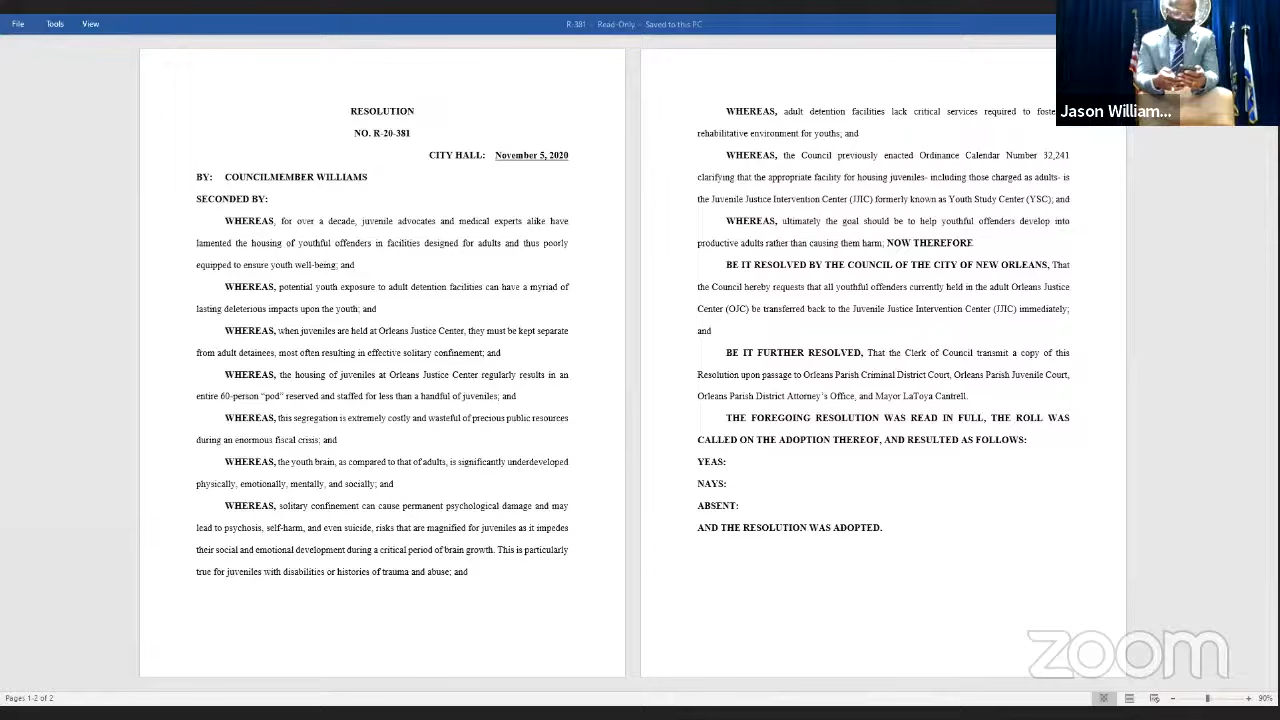 File Tools View R-381 - Read-Only - Saved to this PC
RESOLUTION
NO. R-20-381
CITY HALL: November 5, 2020
BY: COUNCILMEMBER WILLIAMS
SECONDED BY:
WHEREAS, for over a decade, juvenile advocates and medical experts alike have
lamented the housing of youthful offenders in facilities designed for adults and thus poorly
equipped to ensure youth well-being; and
WHEREAS, potential youth exposure to adult detention facilities can have a myriad of
lasting deleterious impacts upon the youth; and
WHEREAS, when juveniles are held at Orleans Justice Center, they must be kept separate
from adult detainees, most often resulting in effective solitary confinement; and
WHEREAS, the housing of juveniles at Orleans Justice Center regularly results in an
entire 60-person “pod” reserved and staffed for less than a handful of juveniles; and
WHEREAS, this segregation is extremely costly and wasteful of precious public resources
during an enormous fiscal crisis; and
WHEREAS, the youth brain, as compared to that of adults, is significantly underdeveloped
physically, emotionally, mentally, and socially; and
WHEREAS, solitary confinement can cause permanent psychological damage and may
lead to psychosis, self-harm, and even suicide, risks that are magnified for juveniles as it impedes
their social and emotional development during a critical period of brain growth. This is particularly
true for juveniles with disabilities or histories of trauma and abuse; and
WHEREAS, adult detention facilities lack critical services required to foste
rehabilitative environment for youths; and
WHEREAS, the Council previously enacted Ordinance Calendar Number 32,241
clarifying that the appropriate facility for housing juveniles- including those charged as adults- is
the Juvenile Justice Intervention Center (JJIC) formerly known as Youth Study Center (YSC); and
WHEREAS, ultimately the goal should be to help youthful offenders develop into
productive adults rather than causing them harm; NOW THEREFORE
BE IT RESOLVED BY THE COUNCIL OF THE CITY OF NEW ORLEANS, That
the Council hereby requests that all youthful offenders currently held in the adult Orleans Justice
Center (OJC) be transferred back to the Juvenile Justice Intervention Center (JJIC) immediately;
and
BE IT FURTHER RESOLVED, That the Clerk of Council transmit a copy of this
Resolution upon passage to Orleans Parish Criminal District Court, Orleans Parish Juvenile Court,
Orleans Parish District Attorney’s Office, and Mayor LaToya Cantrell.
THE FOREGOING RESOLUTION WAS READ IN FULL, THE ROLL WAS
CALLED ON THE ADOPTION THEREOF, AND RESULTED AS FOLLOWS:
YEAS:
NAYS:
ABSENT:
AND THE RESOLUTION WAS ADOPTED.
Jason William...
zoom
Pages 1-2 of 2
90%